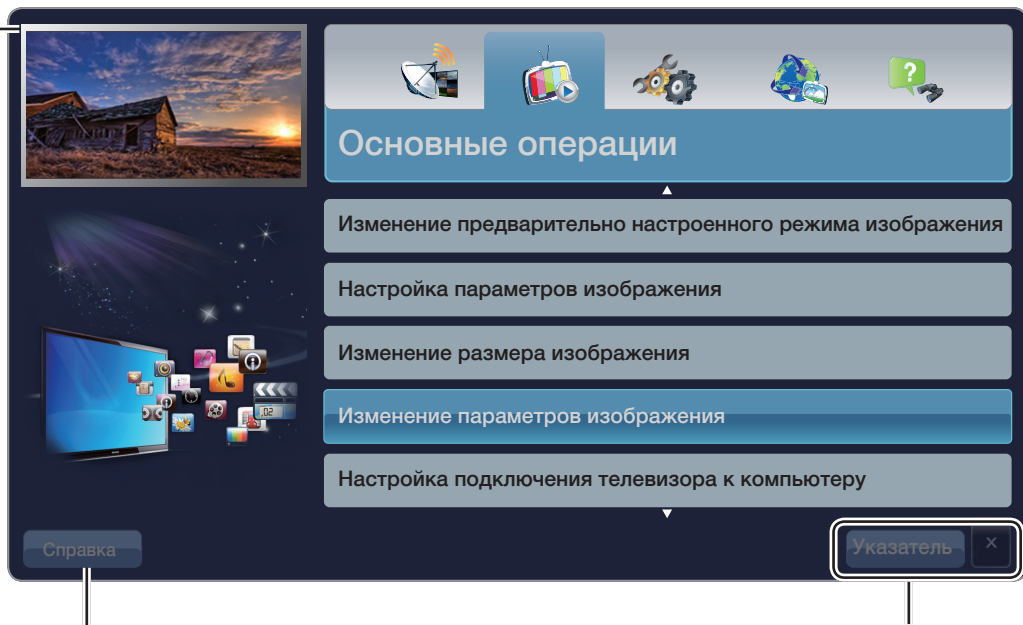 Основные операции
Изменение предварительно настроенного режима изображения
Настройка параметров изображения
Изменение размера изображения
Изменение параметров изображения
Настройка подключения телевизора к компьютеру
Справка
Указатель x